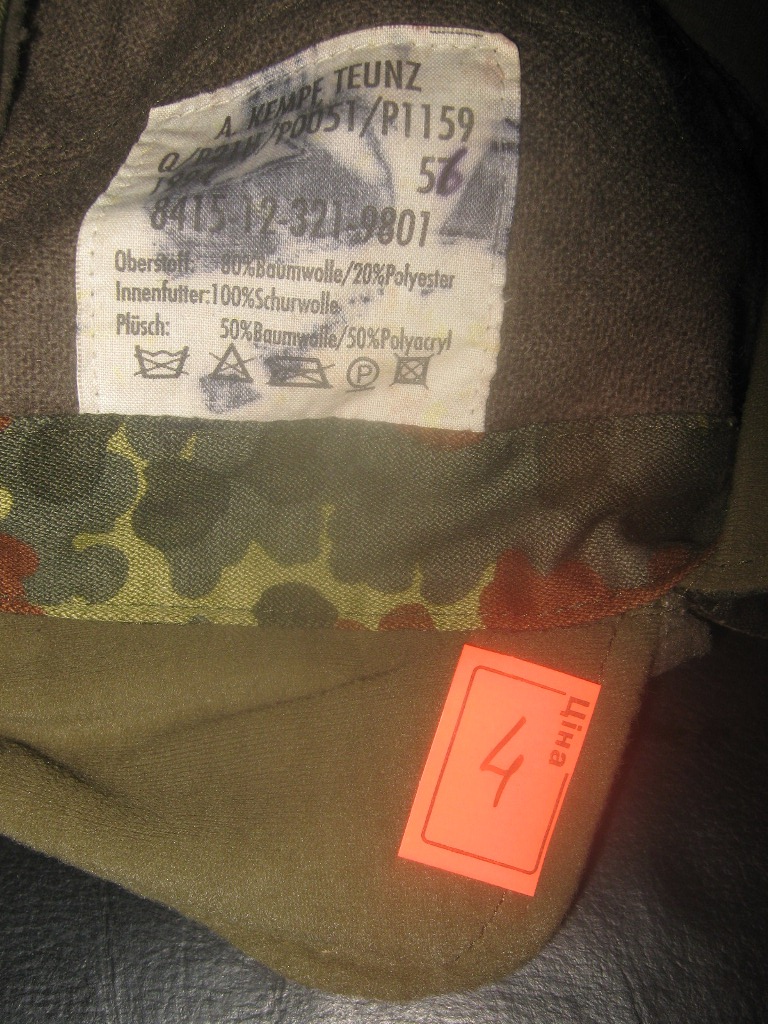 A. KEMPE TEUNZ
/P0051/P1159
56
8415-12-321-9801
Oberstoff: 80%Baumwolle/20%Polyester
Innenfutter:100%Schurwolle
Plüsch: 50%Baumwolle/50%Polyacryl
P
Ціна
4